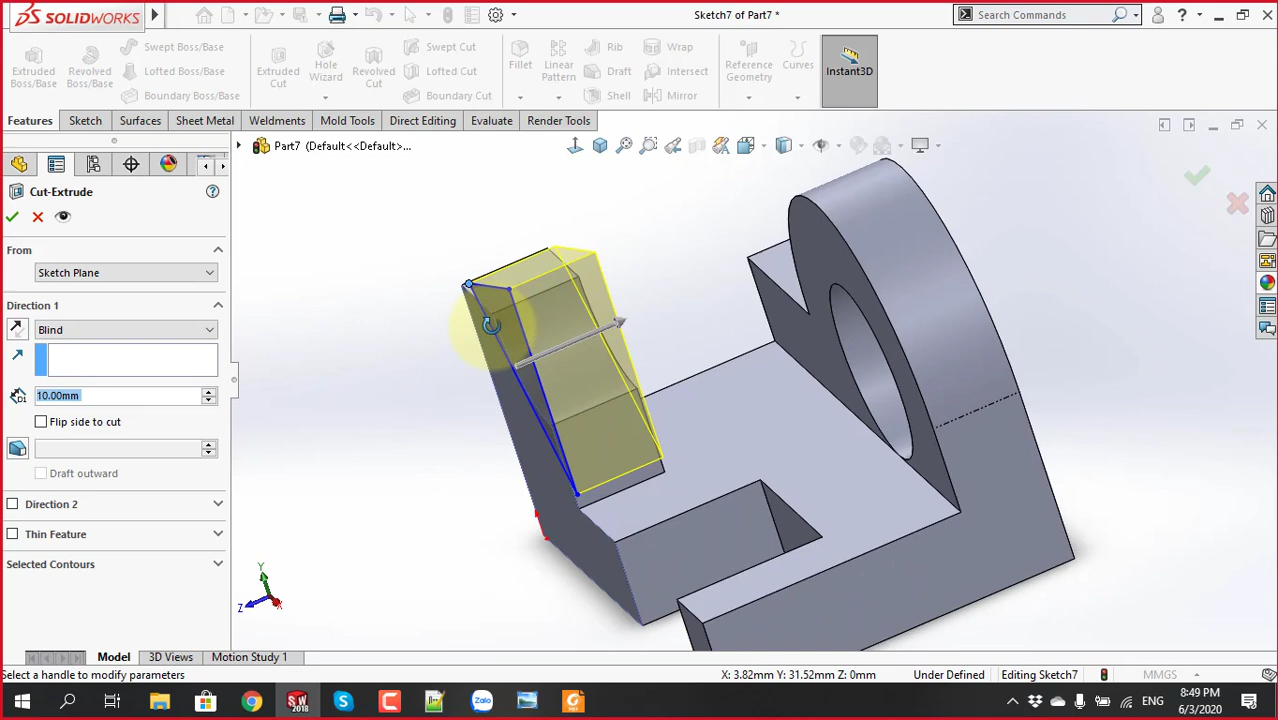 SOLIDWORKS
Sketch7 of Part7 *
Search Commands
Extruded Boss/Base
Revolved Boss/Base
Swept Boss/Base
Lofted Boss/Base
Boundary Boss/Base
Extruded Cut
Hole Wizard
Revolved Cut
Swept Cut
Lofted Cut
Boundary Cut
Fillet
Linear Pattern
Rib
Draft
Shell
Wrap
Intersect
Mirror
Reference Geometry
Curves
Instant3D
Features
Sketch
Surfaces
Sheet Metal
Weldments
Mold Tools
Direct Editing
Evaluate
Render Tools
Part7 (Default<<Default>...
Cut-Extrude
From
Sketch Plane
Direction 1
Blind
D1
10.00mm
Flip side to cut
Draft outward
Direction 2
Thin Feature
Selected Contours
Y
Z
X
Model
3D Views
Motion Study 1
Select a handle to modify parameters
X: 3.82mm Y: 31.52mm Z: 0mm
Under Defined
Editing Sketch7
MMGS
SW
2018
Zalo
ENG
8:49 PM
6/3/2020